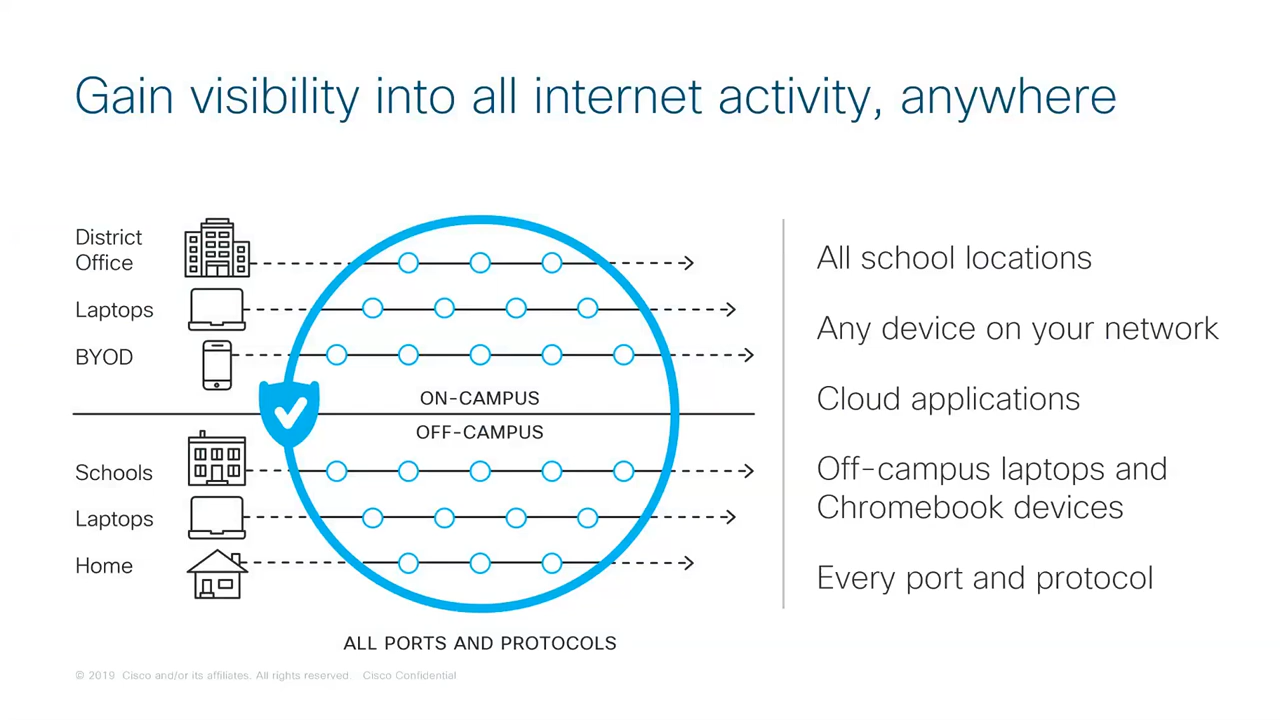 Gain visibility into all internet activity, anywhere
District
Office
Laptops
BYOD
ON-CAMPUS
OFF-CAMPUS
Schools
Laptops
Home
ALL PORTS AND PROTOCOLS
All school locations
Any device on your network
Cloud applications
Off-campus laptops and
Chromebook devices
Every port and protocol
© 2019 Cisco and/or its affiliates. All rights reserved. Cisco Confidential